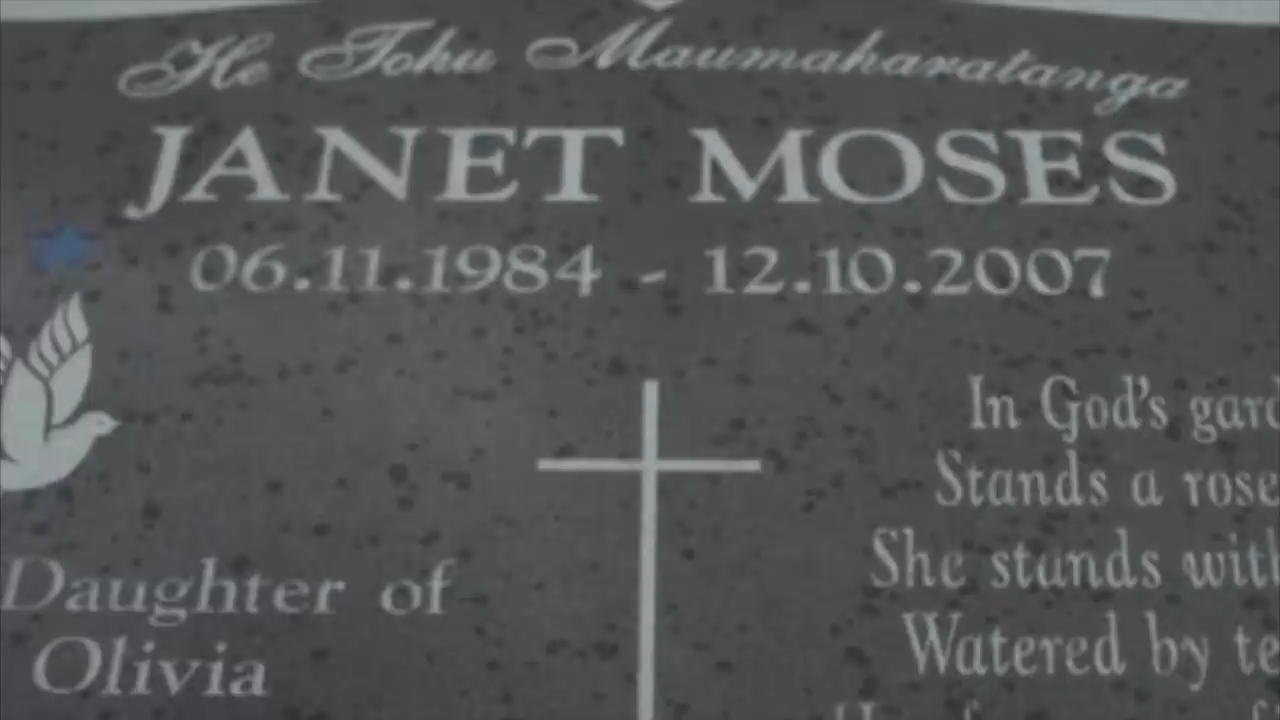 He Tohu Maumaharatanga
JANET MOSES
06.11.1984 - 12.10.2007
Daughter of
Olivia
In God's
Stands a rose
She stands
Watered by